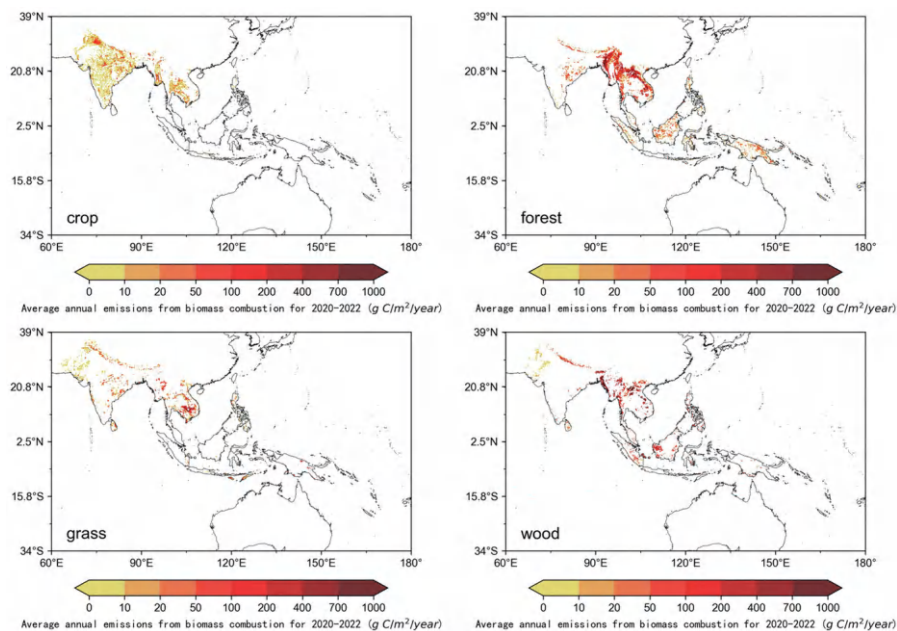 39°N
20.8°N
2.5°N
15.8°S
34°S
crop
60°E 90°E 120°E 150°E 180°
0 10 20 50 100 200 400 700 1000
Average annual emissions from biomass combustion for 2020-2022 (g C/m²/year)
39°N
20.8°N
2.5°N
15.8°S
34°S
forest
60°E 90°E 120°E 150°E 180°
0 10 20 50 100 200 400 700 1000
Average annual emissions from biomass combustion for 2020-2022 (g C/m²/year)
39°N
20.8°N
2.5°N
15.8°S
34°S
grass
60°E 90°E 120°E 150°E 180°
0 10 20 50 100 200 400 700 1000
Average annual emissions from biomass combustion for 2020-2022 (g C/m²/year)
39°N
20.8°N
2.5°N
15.8°S
34°S
wood
60°E 90°E 120°E 150°E 180°
0 10 20 50 100 200 400 700 1000
Average annual emissions from biomass combustion for 2020-2022 (g C/m²/year)